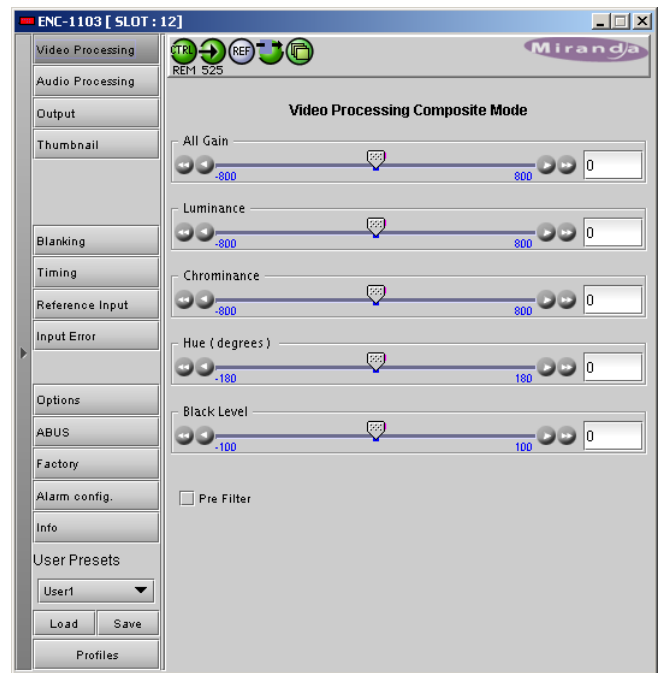 ENC-1103 [ SLOT : 12]
Video Processing
Audio Processing
Output
Thumbnail
Blanking
Timing
Reference Input
Input Error
Options
ABUS
Factory
Alarm config.
Info
User Presets
User1
Load Save
Profiles
CTRL REF
REM 525
Miranda
Video Processing Composite Mode
All Gain
-800 800 0
Luminance
-800 800 0
Chrominance
-800 800 0
Hue ( degrees )
-180 180 0
Black Level
-100 100 0
Pre Filter